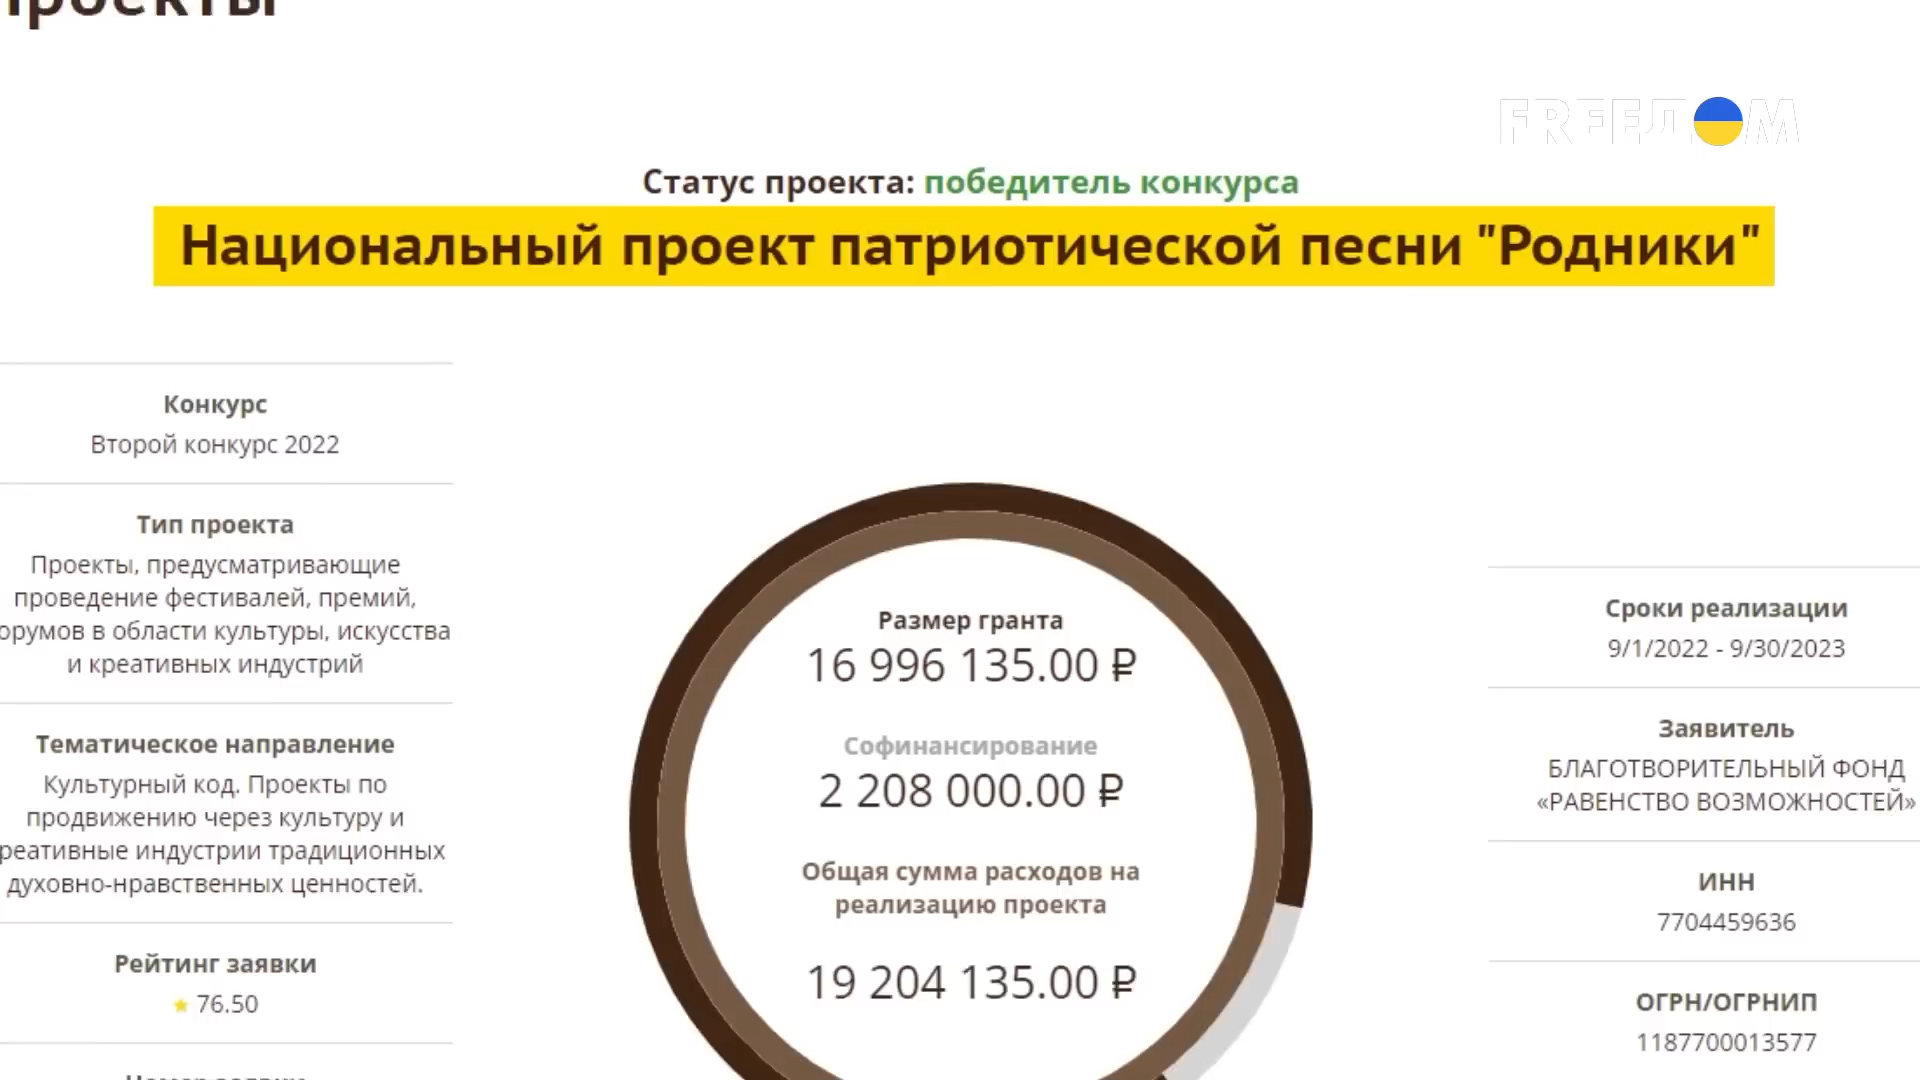 проекты
FREEДОМ
Статус проекта: победитель конкурса
Национальный проект патриотической песни "Родники"
Конкурс
Второй конкурс 2022
Тип проекта
Проекты, предусматривающие
проведение фестивалей, премий,
орумов в области культуры, искусства
и креативных индустрий
Тематическое направление
Культурный код. Проекты по
продвижению через культуру и
реативные индустрии традиционных
духовно-нравственных ценностей.
Рейтинг заявки
76.50
Размер гранта
16 996 135.00 ₽
Софинансирование
2 208 000.00 ₽
Общая сумма расходов на
реализацию проекта
19 204 135.00 ₽
Сроки реализации
9/1/2022 - 9/30/2023
Заявитель
БЛАГОТВОРИТЕЛЬНЫЙ ФОНД
«РАВЕНСТВО ВОЗМОЖНОСТЕЙ»
ИНН
7704459636
ОГРН/ОГРНИП
1187700013577